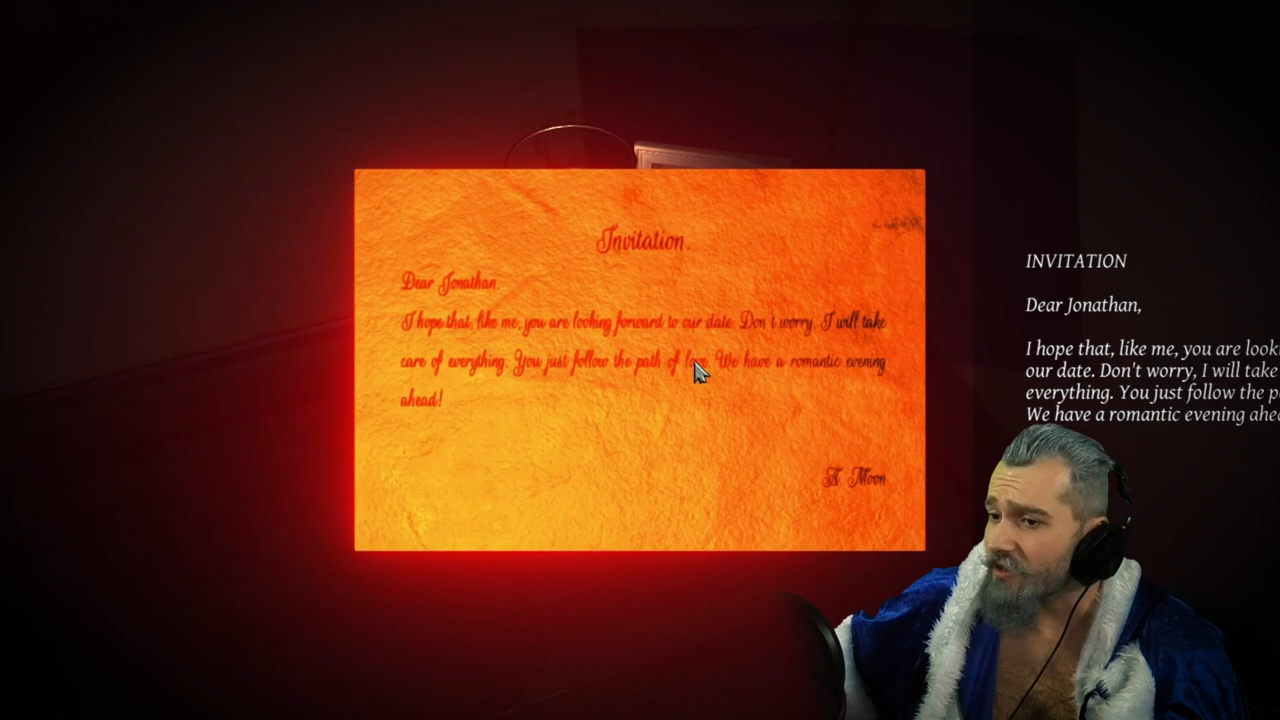 Invitation.
Dear Jonathan
I hope that, like me, you are looking forward to our date. Don't worry, I will take
care of everything. You just follow the path of love. We have a romantic evening
ahead!
A. Moon
INVITATION
Dear Jonathan,
I hope that, like me, you are
our date. Don't worry, I will take
everything. You just follow the
We have a romantic evening